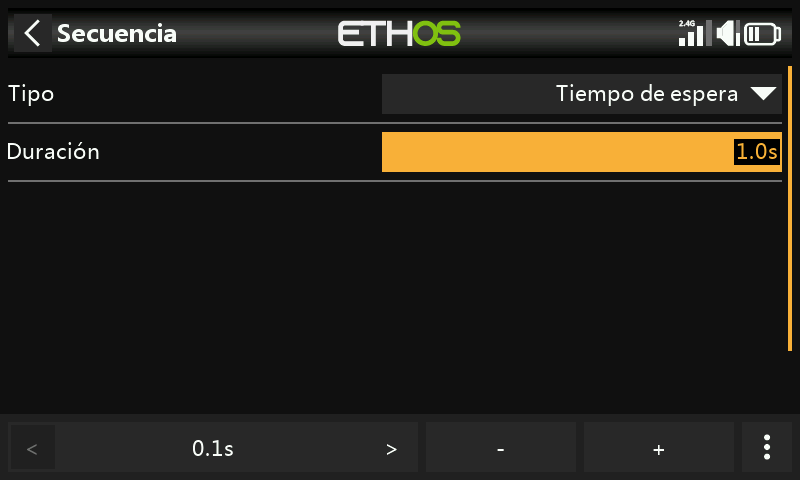 Secuencia
ETHOS
2.4G
Tipo
Tiempo de espera
Duración
1.0s
< 0.1s > - +